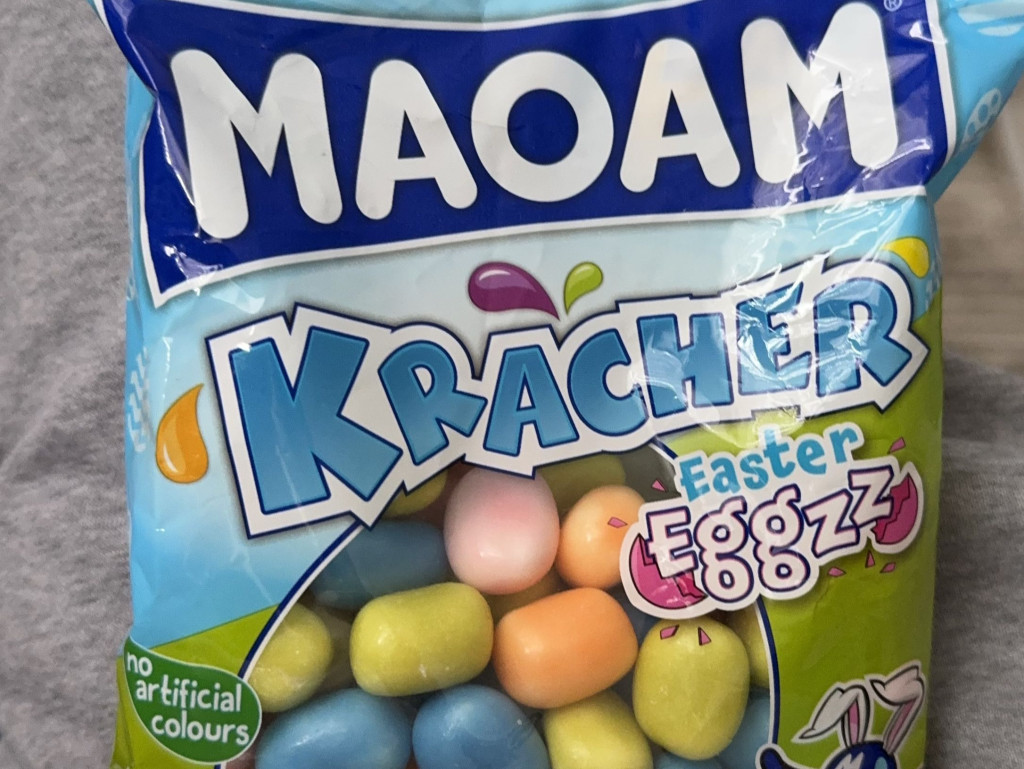 MAOAM®
KRACHER
Easter
Eggzz
no
artificial
colours